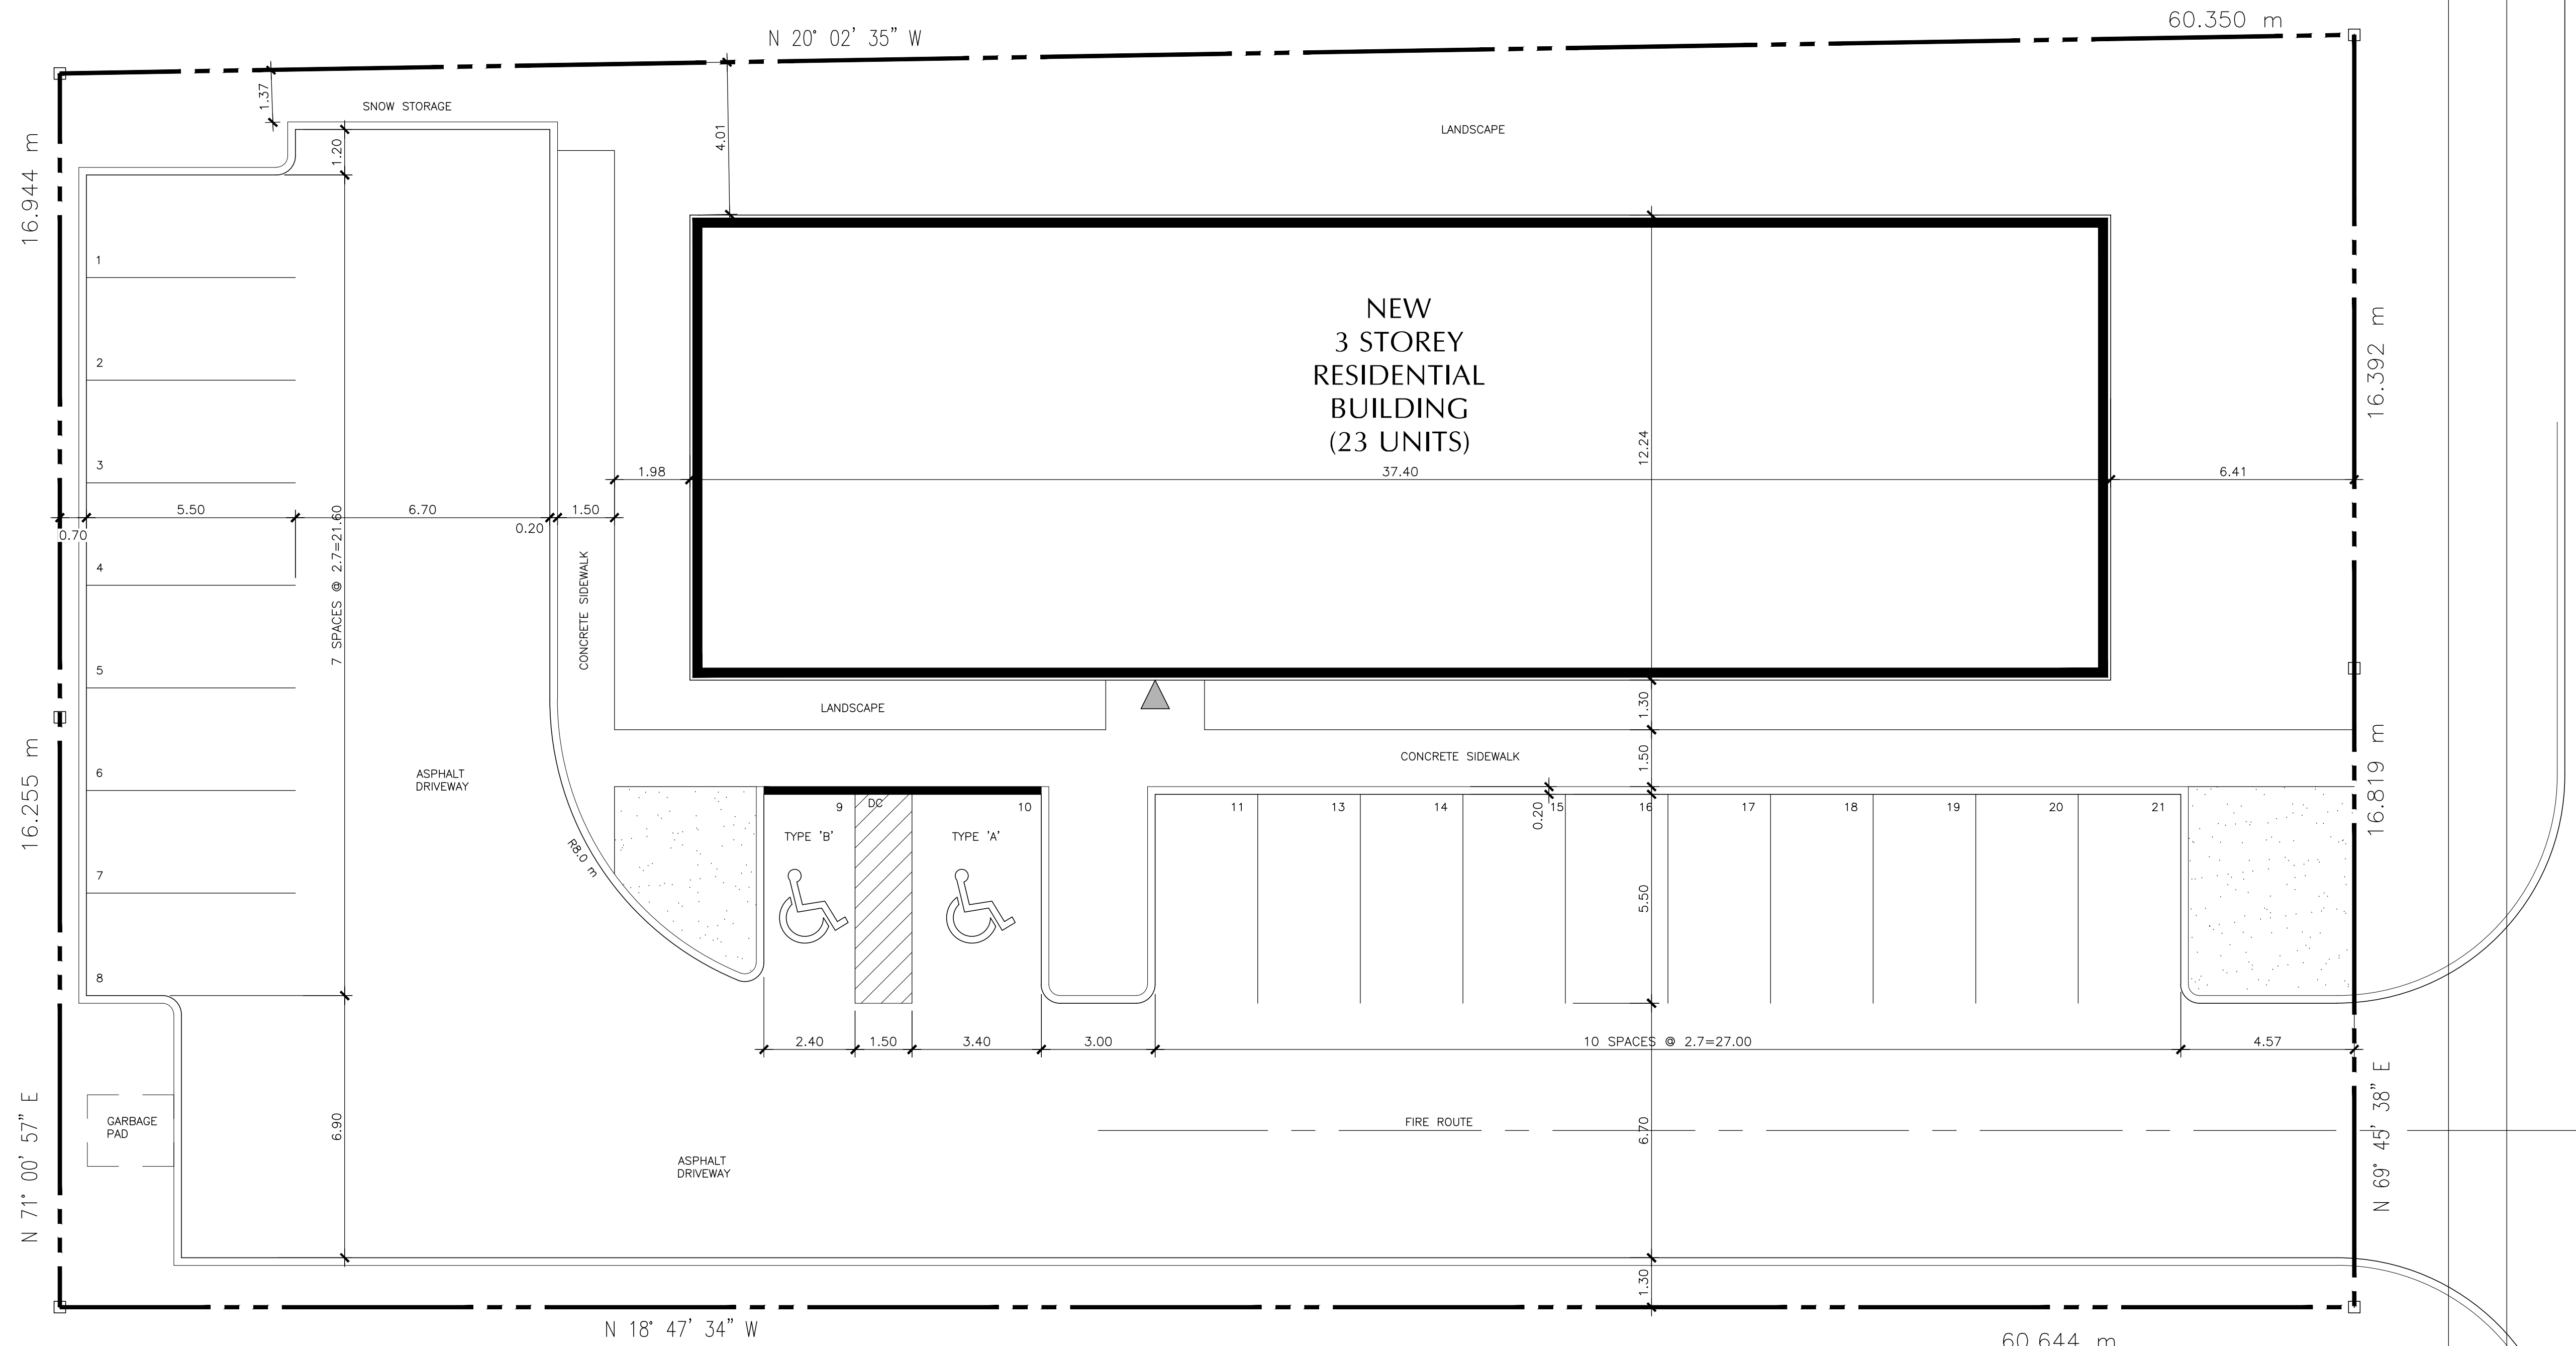 60.350 m
N 20° 02' 35" W
1.37
SNOW STORAGE
1.20
4.01
LANDSCAPE
16.944 m
1
NEW
3 STOREY
RESIDENTIAL
BUILDING
(23 UNITS)
16.392 m
2
12.24
3
1.98
37.40
6.41
5.50
6.70
1.50
0.70
0.20
7 SPACES @ 2.7=21.60
4
CONCRETE SIDEWALK
5
1.30
LANDSCAPE
16.255 m
16.819 m
1.50
CONCRETE SIDEWALK
6
ASPHALT
DRIVEWAY
9
DC
10
11
13
14
15
16
17
18
19
20
21
0.20
TYPE 'B'
TYPE 'A'
R8.0 m
7
5.50
8
2.40
1.50
3.40
3.00
10 SPACES @ 2.7=27.00
4.57
N 71° 00' 57" E
N 69° 45' 38" E
GARBAGE
PAD
6.90
FIRE ROUTE
6.70
ASPHALT
DRIVEWAY
1.30
N 18° 47' 34" W
60.644 m